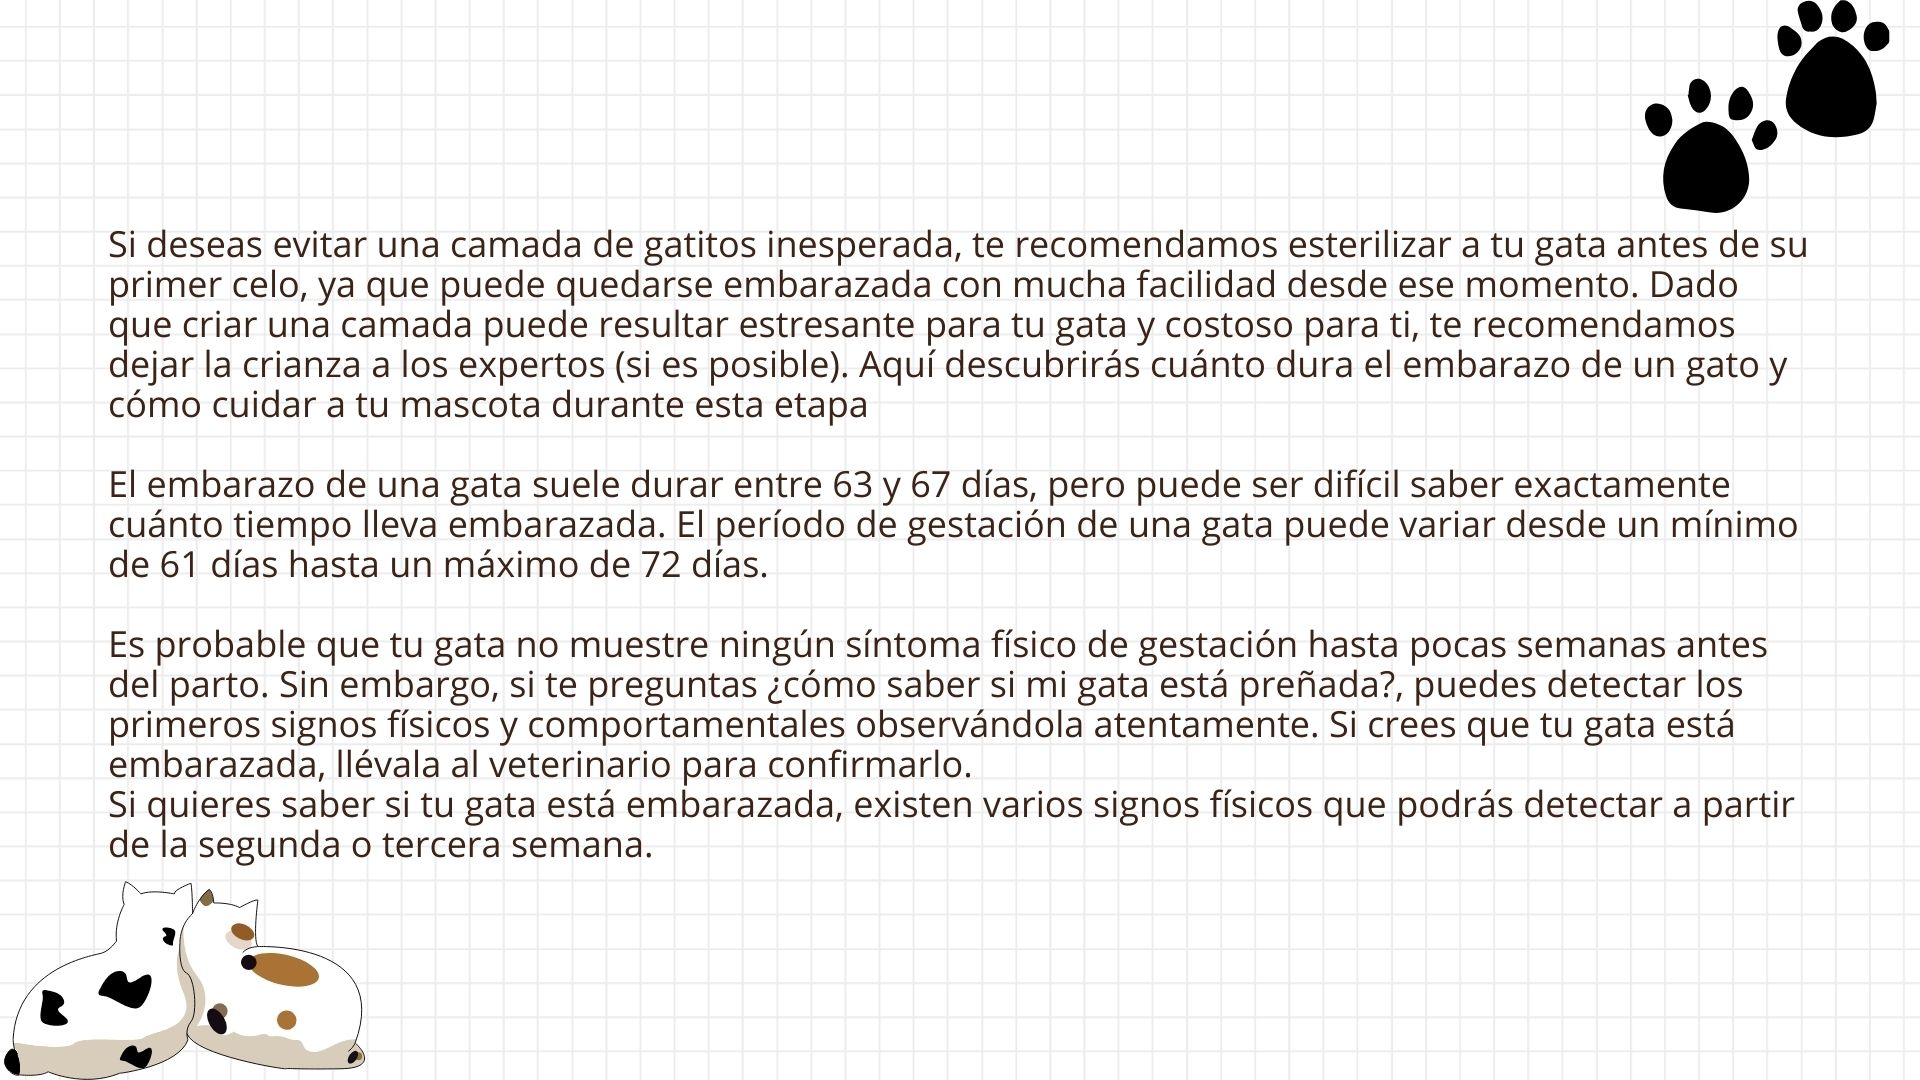 Si deseas evitar una camada de gatitos inesperada, te recomendamos esterilizar a tu gata antes de su
primer celo, ya que puede quedarse embarazada con mucha facilidad desde ese momento. Dado
que criar una camada puede resultar estresante para tu gata y costoso para ti, te recomendamos
dejar la crianza a los expertos (si es posible). Aquí descubrirás cuánto dura el embarazo de un gato y
cómo cuidar a tu mascota durante esta etapa
El embarazo de una gata suele durar entre 63 y 67 días, pero puede ser difícil saber exactamente
cuánto tiempo lleva embarazada. El período de gestación de una gata puede variar desde un mínimo
de 61 días hasta un máximo de 72 días.
Es probable que tu gata no muestre ningún síntoma físico de gestación hasta pocas semanas antes
del parto. Sin embargo, si te preguntas ¿cómo saber si mi gata está preñada?, puedes detectar los
primeros signos físicos y comportamentales observándola atentamente. Si crees que tu gata está
embarazada, llévala al veterinario para confirmarlo.
Si quieres saber si tu gata está embarazada, existen varios signos físicos que podrás detectar a partir
de la segunda o tercera semana.